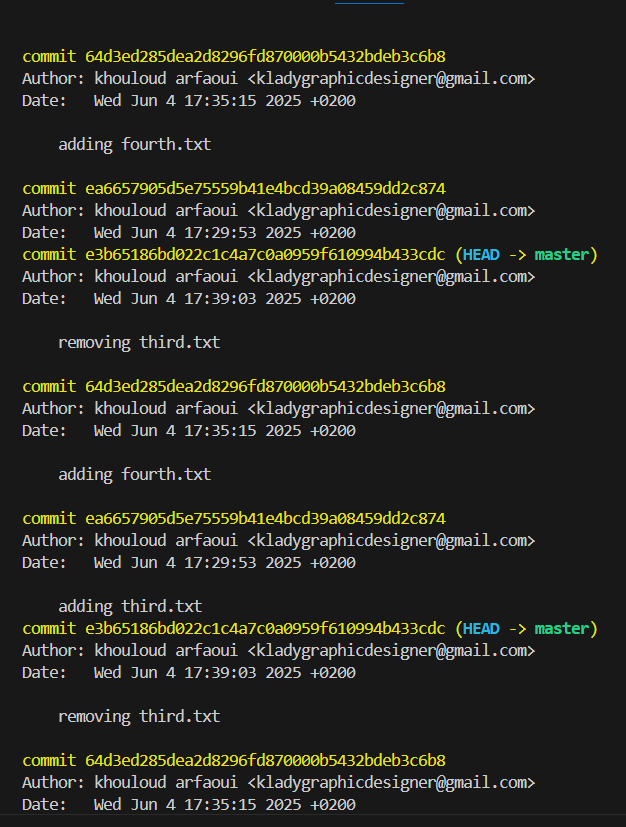 commit 64d3ed285dea2d8296fd870000b5432bdeb3c6b8
Author: khouloud arfaoui <kladygraphicdesigner@gmail.com>
Date:   Wed Jun 4 17:35:15 2025 +0200
adding fourth.txt
commit ea6657905d5e75559b41e4bcd39a08459dd2c874
Author: khouloud arfaoui <kladygraphicdesigner@gmail.com>
Date:   Wed Jun 4 17:29:53 2025 +0200
commit e3b65186bd022c1c4a7c0a0959f610994b433cdc (HEAD -> master)
Author: khouloud arfaoui <kladygraphicdesigner@gmail.com>
Date:   Wed Jun 4 17:39:03 2025 +0200
removing third.txt
commit 64d3ed285dea2d8296fd870000b5432bdeb3c6b8
Author: khouloud arfaoui <kladygraphicdesigner@gmail.com>
Date:   Wed Jun 4 17:35:15 2025 +0200
adding fourth.txt
commit ea6657905d5e75559b41e4bcd39a08459dd2c874
Author: khouloud arfaoui <kladygraphicdesigner@gmail.com>
Date:   Wed Jun 4 17:29:53 2025 +0200
adding third.txt
commit e3b65186bd022c1c4a7c0a0959f610994b433cdc (HEAD -> master)
Author: khouloud arfaoui <kladygraphicdesigner@gmail.com>
Date:   Wed Jun 4 17:39:03 2025 +0200
removing third.txt
commit 64d3ed285dea2d8296fd870000b5432bdeb3c6b8
Author: khouloud arfaoui <kladygraphicdesigner@gmail.com>
Date:   Wed Jun 4 17:35:15 2025 +0200